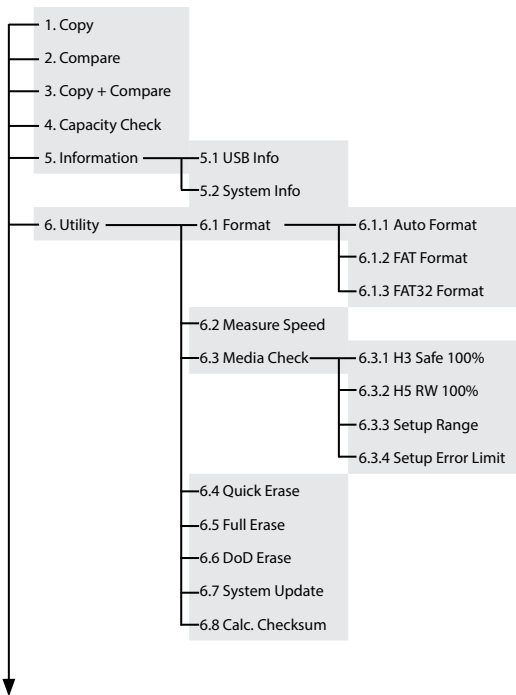 1. Copy
2. Compare
3. Copy + Compare
4. Capacity Check
5. Information
5.1 USB Info
5.2 System Info
6. Utility
6.1 Format
6.1.1 Auto Format
6.1.2 FAT Format
6.1.3 FAT32 Format
6.2 Measure Speed
6.3 Media Check
6.3.1 H3 Safe 100%
6.3.2 H5 RW 100%
6.3.3 Setup Range
6.3.4 Setup Error Limit
6.4 Quick Erase
6.5 Full Erase
6.6 DoD Erase
6.7 System Update
6.8 Calc. Checksum